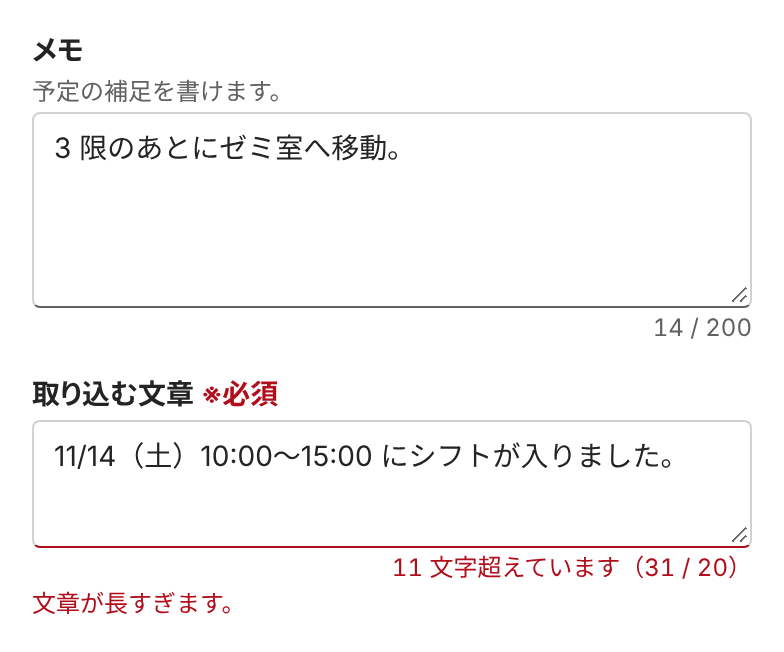 メモ
予定の補足を書けます。
3 限のあとにゼミ室へ移動。
14 / 200
取り込む文章 ※必須
11/14（土）10:00〜15:00 にシフトが入りました。
11 文字超えています（31 / 20）
文章が長すぎます。